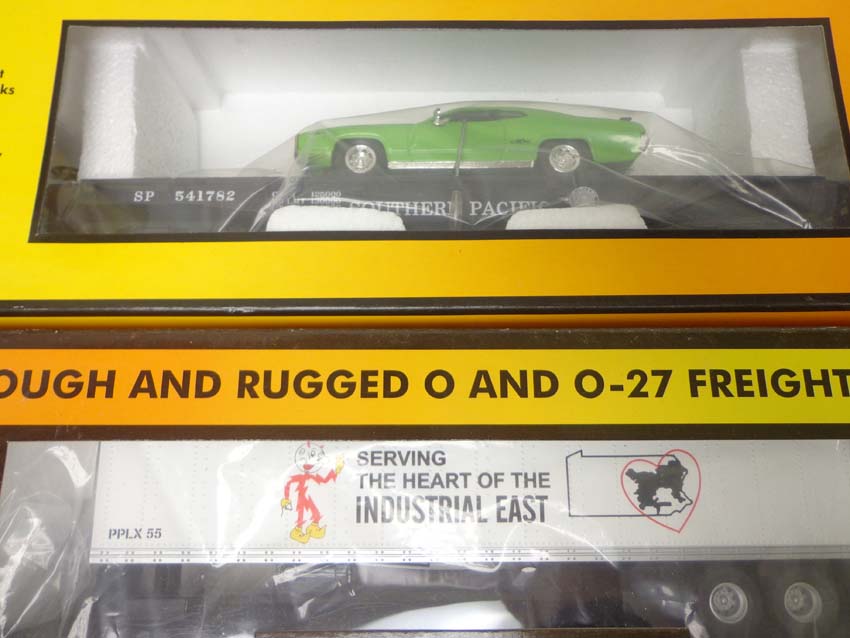 t
ks
SP 541782
SOUTHERN PACIFIC
OUGH AND RUGGED O AND O-27 FREIGHT
SERVING
THE HEART OF THE
INDUSTRIAL EAST
PPLX 55